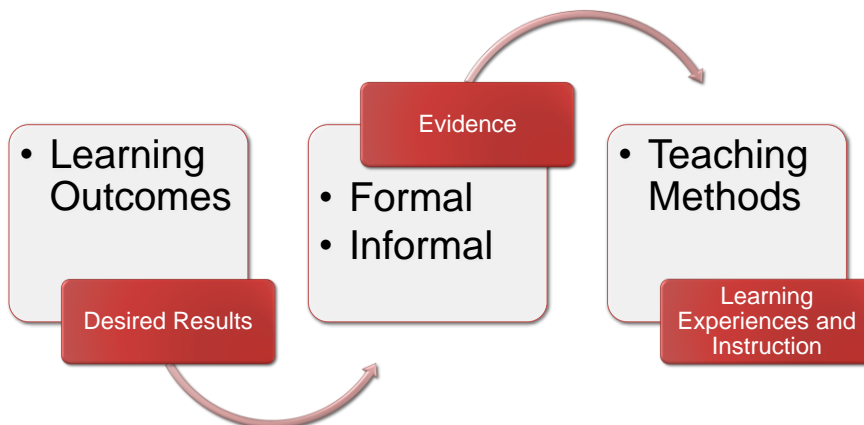 • Learning
Outcomes
Desired Results
Evidence
• Formal
• Informal
• Teaching
Methods
Learning
Experiences and
Instruction